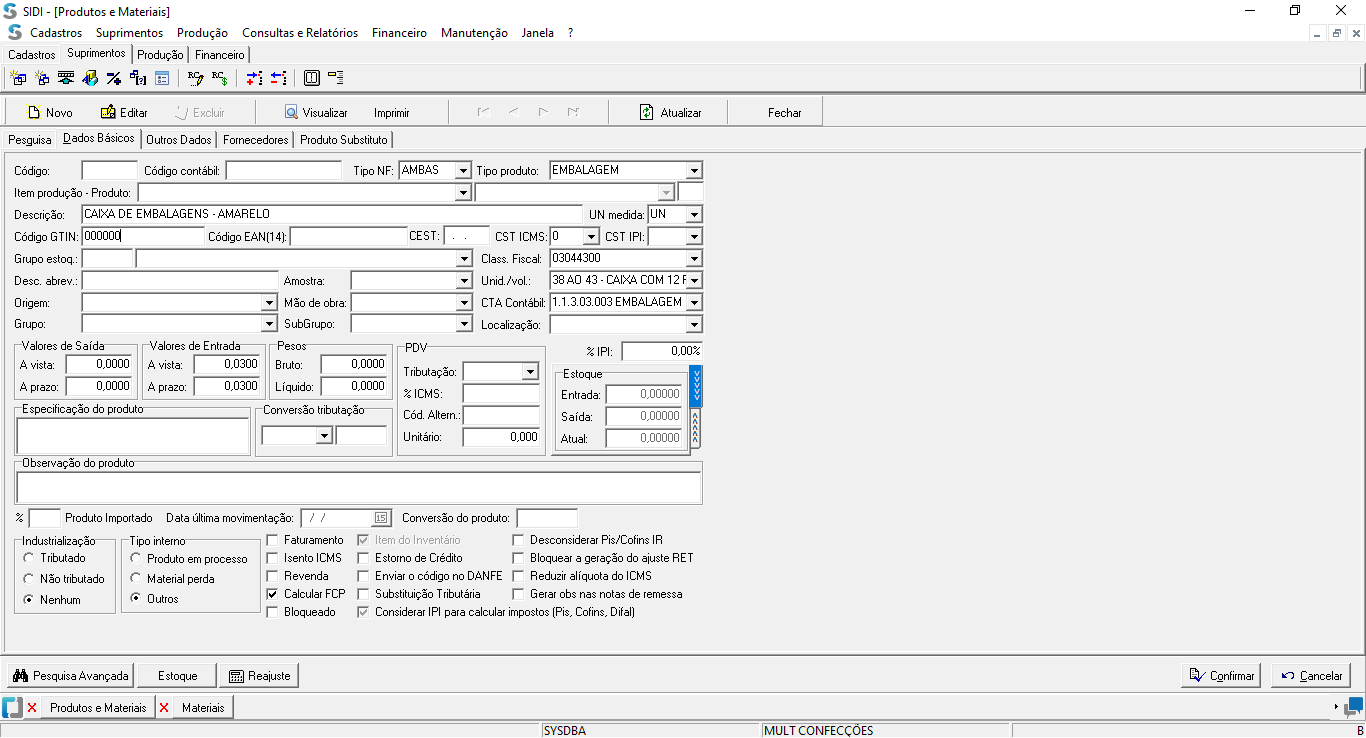 SIDI - [Produtos e Materiais]
Cadastros Suprimentos Produção Consultas e Relatórios Financeiro Manutenção Janela ?
Cadastros Suprimentos Produção Financeiro
Novo Editar Excluir Visualizar Imprimir Atualizar Fechar
Pesquisa Dados Básicos Outros Dados Fornecedores Produto Substituto
Código: Código contábil: Tipo NF: AMBAS Tipo produto: EMBALAGEM
Item produção - Produto:
Descrição: CAIXA DE EMBALAGENS - AMARELO UN medida: UN
Código GTIN: 000000 Código EAN(14): CEST: . . CST ICMS: 0 CST IPI:
Grupo estoq.: Class. Fiscal: 03044300
Desc. abrev.: Amostra: Unid./vol.: 38 AO 43 - CAIXA COM 12 F
Origem: Mão de obra: CTA Contábil: 1.1.3.03.003 EMBALAGEM
Grupo: SubGrupo: Localização:
Valores de Saída Valores de Entrada Pesos PDV % IPI: 0,00%
A vista: 0,0000 A vista: 0,0300 Bruto: 0,0000 Tributação: Estoque
A prazo: 0,0000 A prazo: 0,0300 Líquido: 0,0000 % ICMS: Entrada: 0,00000
Especificação do produto Conversão tributação Cód. Altern.: Saída: 0,00000
Unitário: 0,000 Atual: 0,00000
Observação do produto
% Produto Importado Data última movimentação: / / 15 Conversão do produto:
Industrialização Tipo interno Faturamento Item do Inventário Desconsiderar Pis/Cofins IR
Tributado Produto em processo Isento ICMS Estorno de Crédito Bloquear a geração do ajuste RET
Não tributado Material perda Revenda Enviar o código no DANFE Reduzir alíquota do ICMS
Nenhum Outros Calcular FCP Substituição Tributária Gerar obs nas notas de remessa
Bloqueado Considerar IPI para calcular impostos (Pis, Cofins, Difal)
Pesquisa Avançada Estoque Reajuste Confirmar Cancelar
Produtos e Materiais Materiais
SYSDBA MULT CONFECÇÕES B